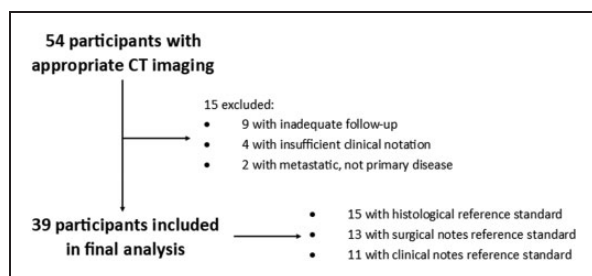 54 participants with
appropriate CT imaging
15 excluded:
• 9 with inadequate follow-up
• 4 with insufficient clinical notation
• 2 with metastatic, not primary disease
39 participants included
in final analysis
• 15 with histological reference standard
• 13 with surgical notes reference standard
• 11 with clinical notes reference standard